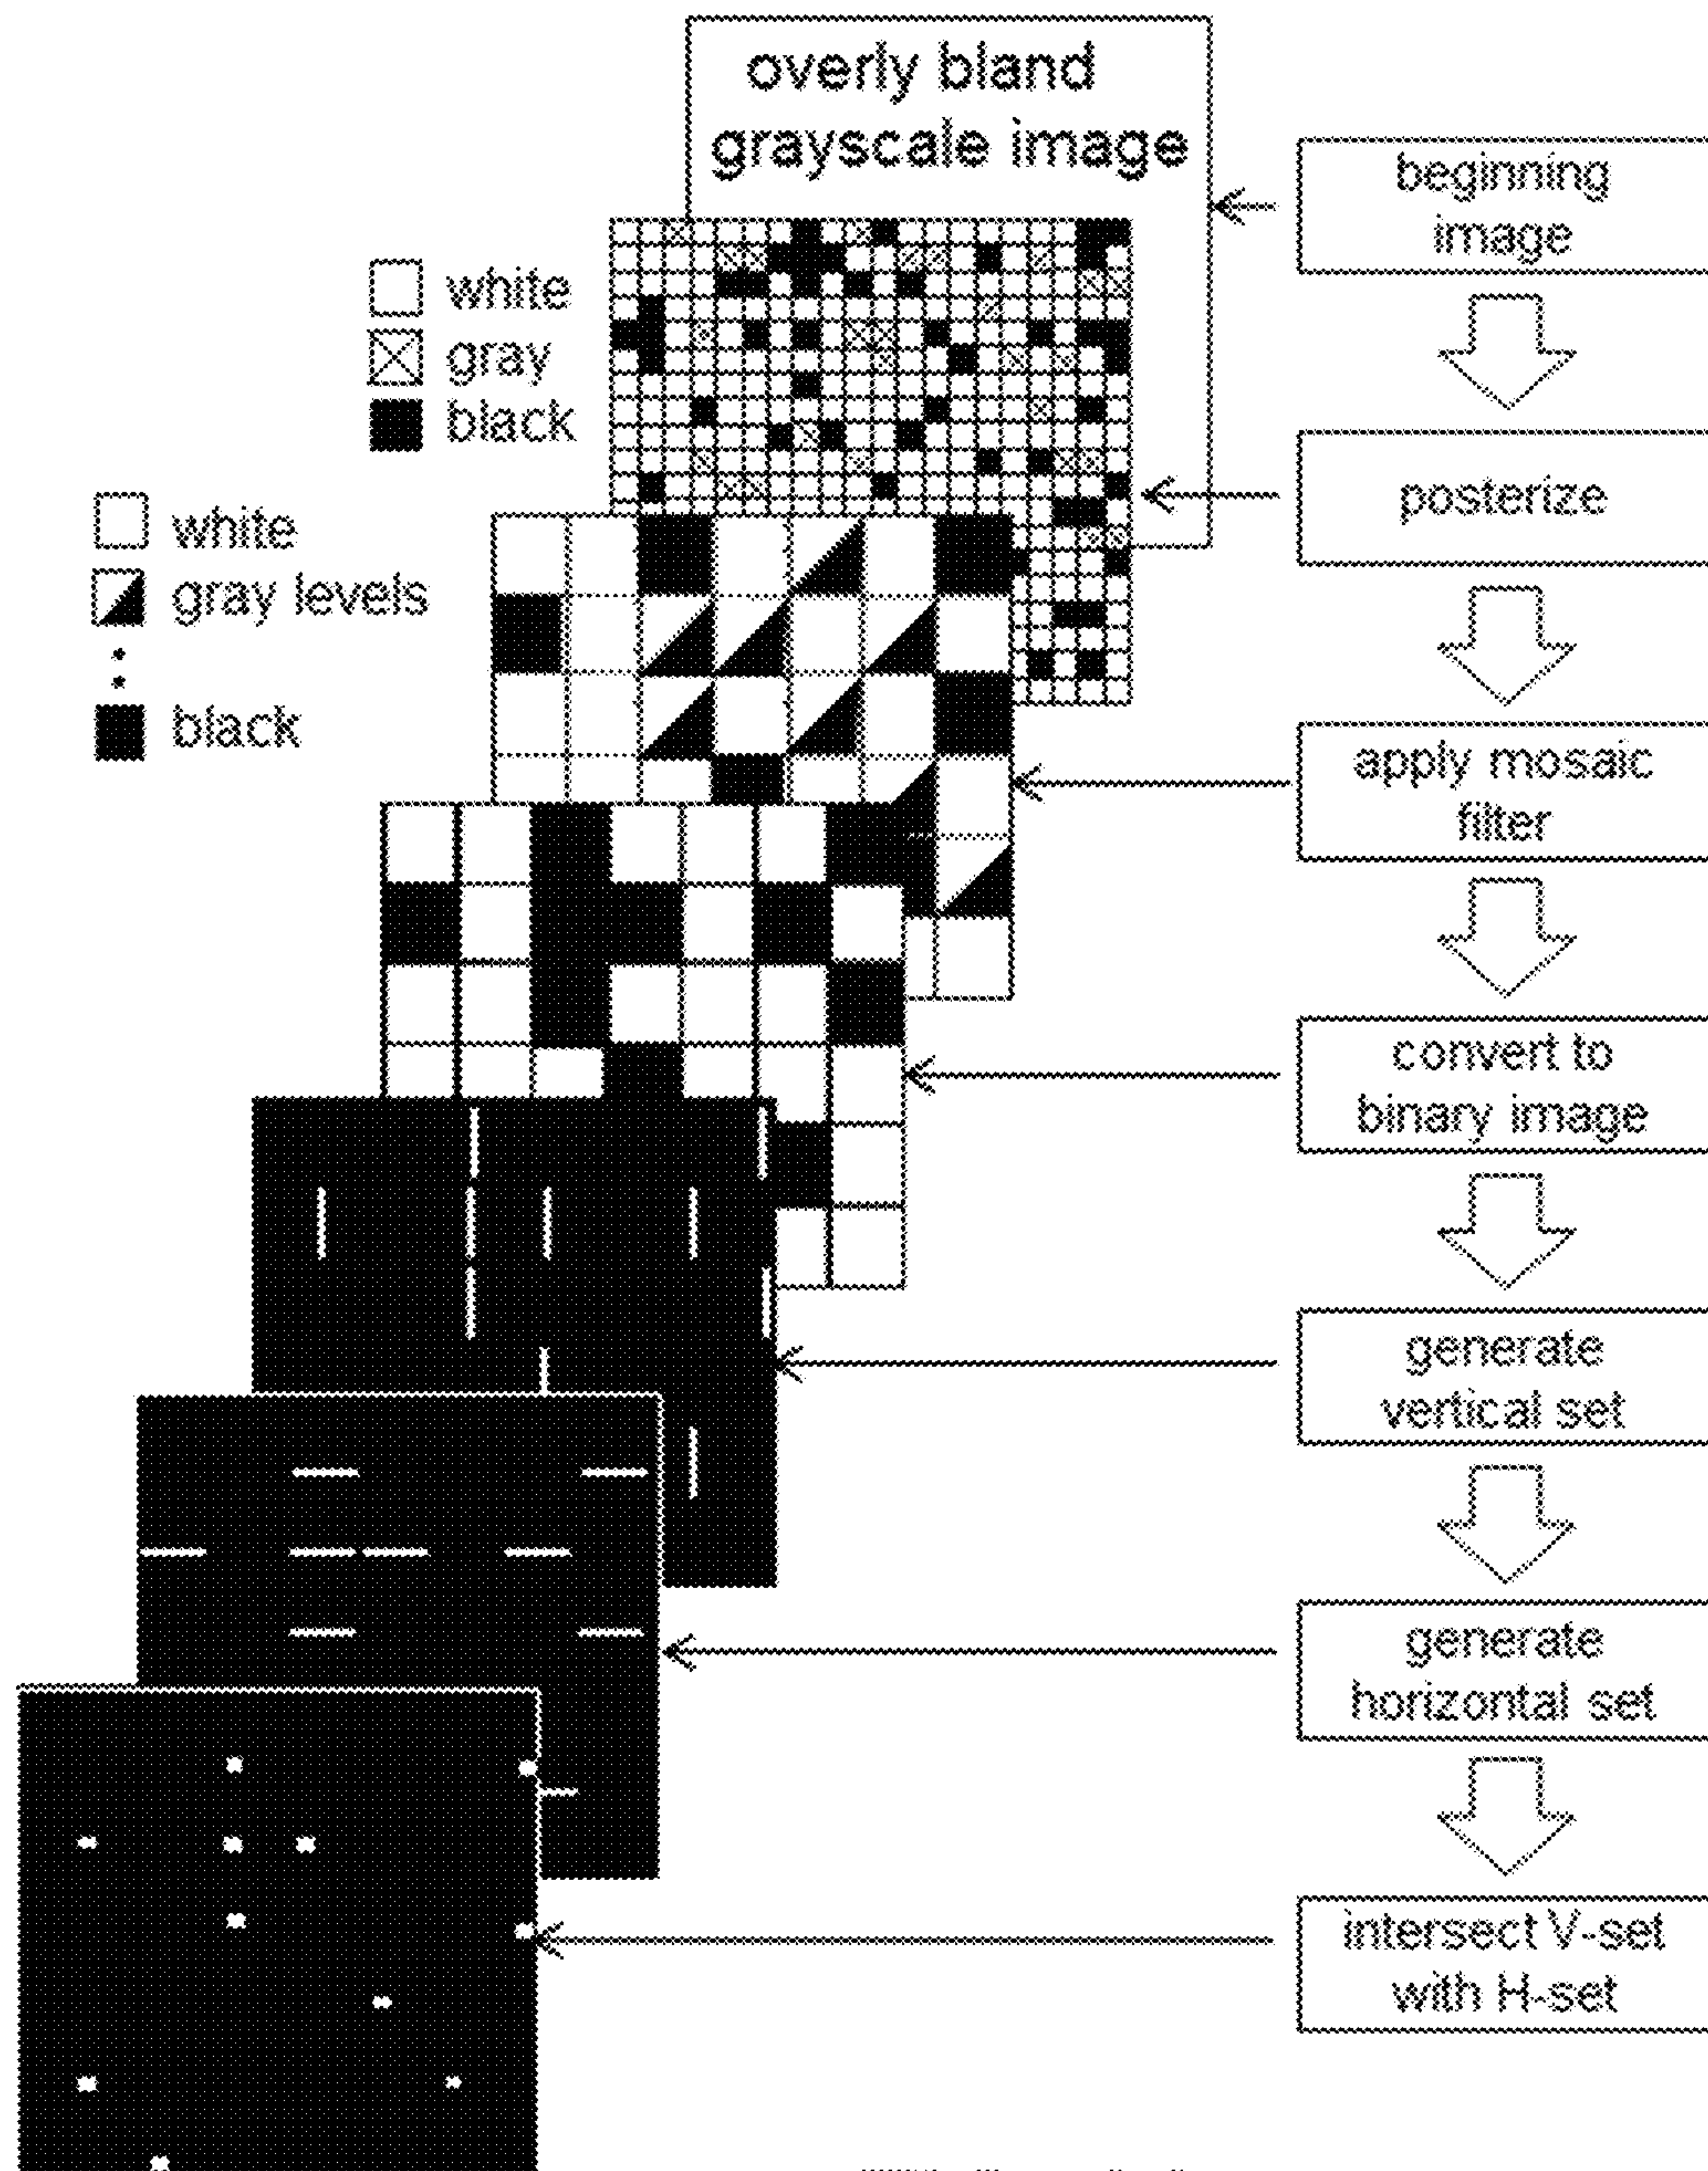 overly bland
grayscale image
beginning
image
white
gray
black
posterize
white
gray levels
black
apply mosaic
filter
convert to
binary image
generate
vertical set
generate
horizontal set
intersect V-set
with H-set